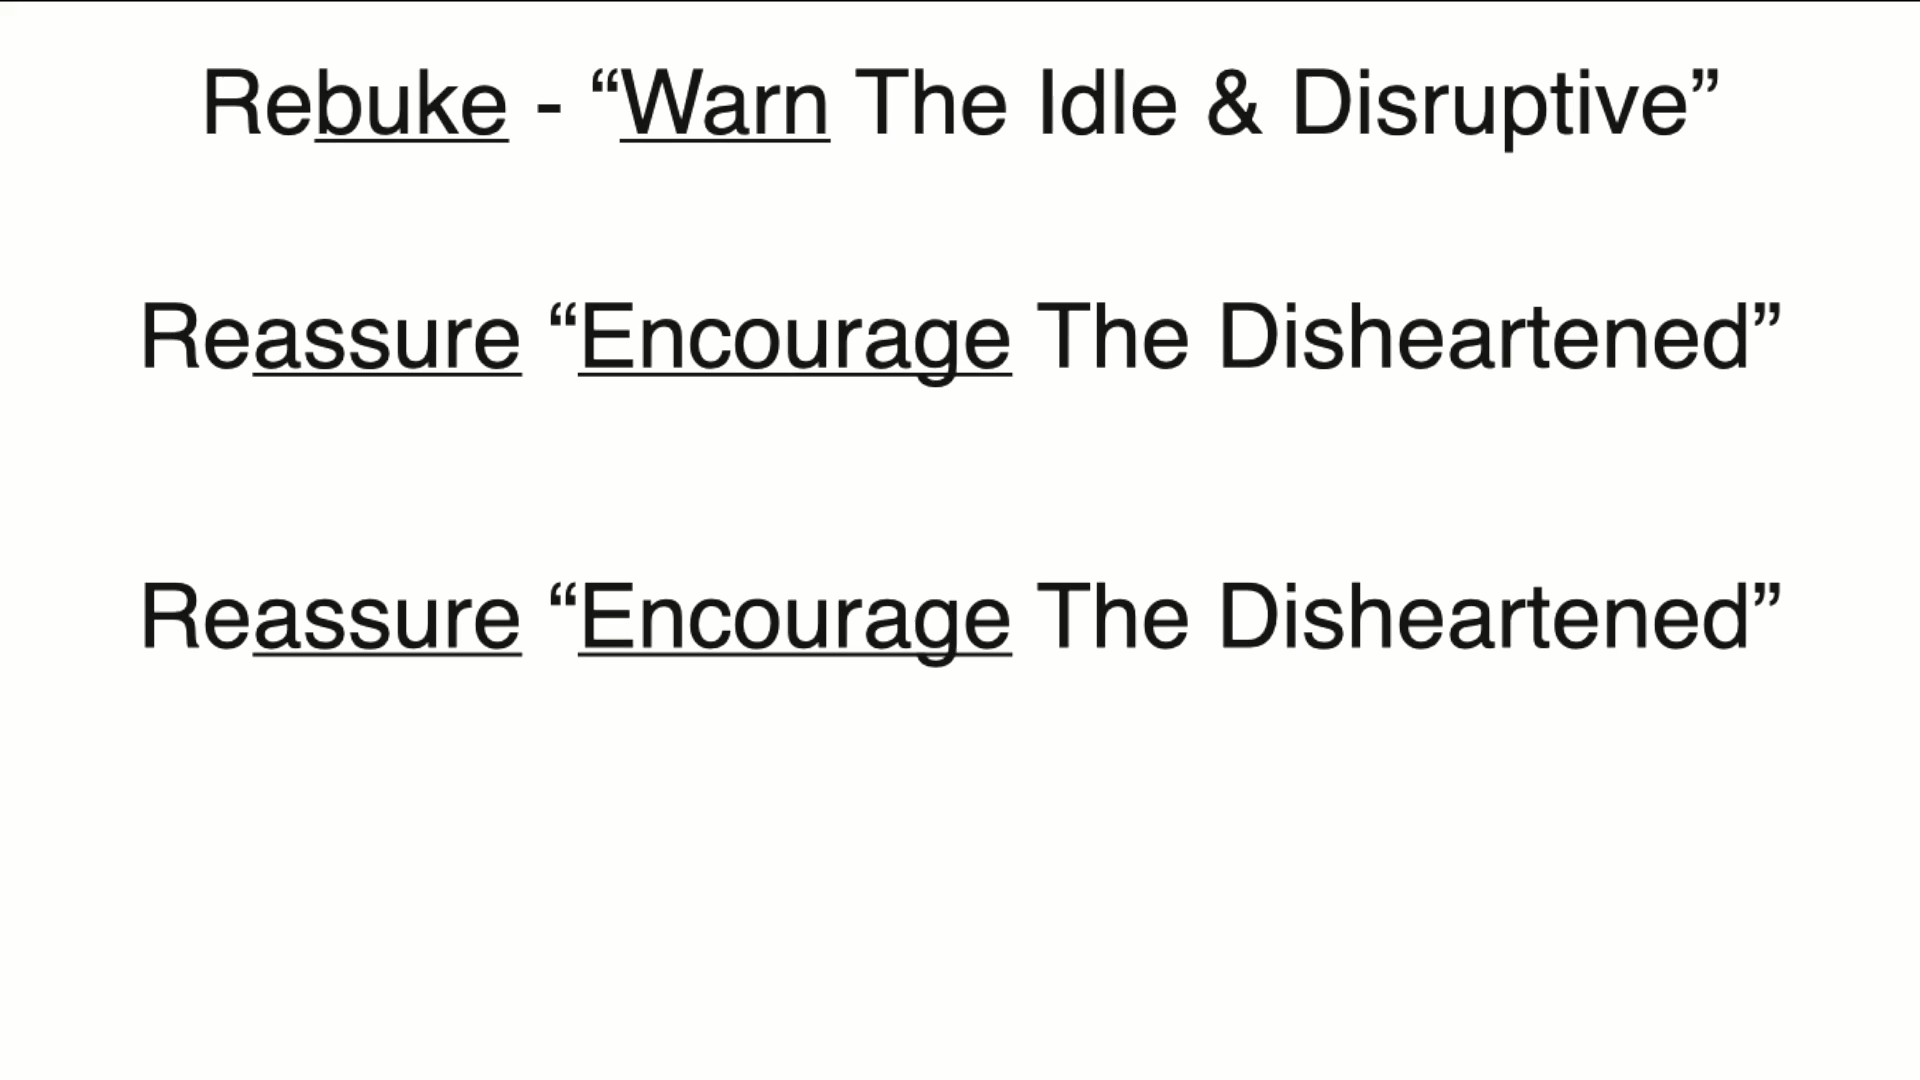 Rebuke - “Warn The Idle & Disruptive”
Reassure “Encourage The Disheartened”
Reassure “Encourage The Disheartened”